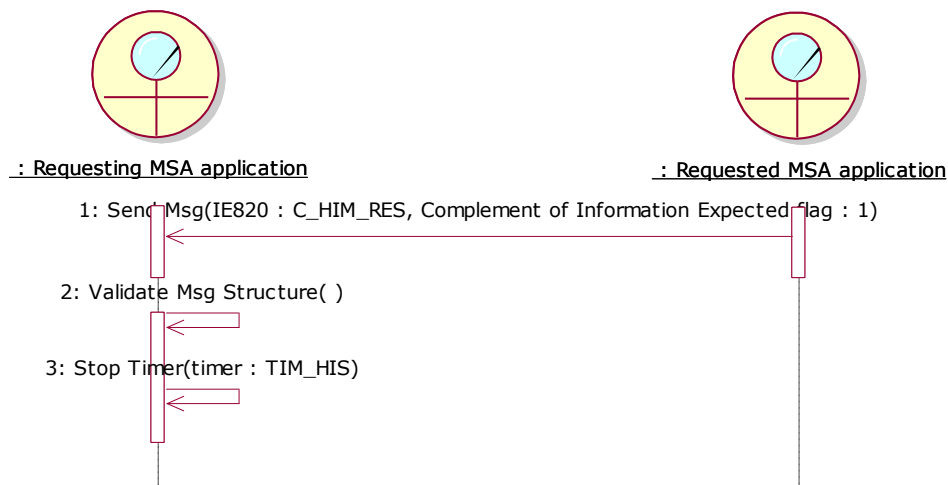 : Requesting MSA application
: Requested MSA application
1: Send Msg(IE820 : C_HIM_RES, Complement of Information Expected flag : 1)
2: Validate Msg Structure( )
3: Stop Timer(timer : TIM_HIS)